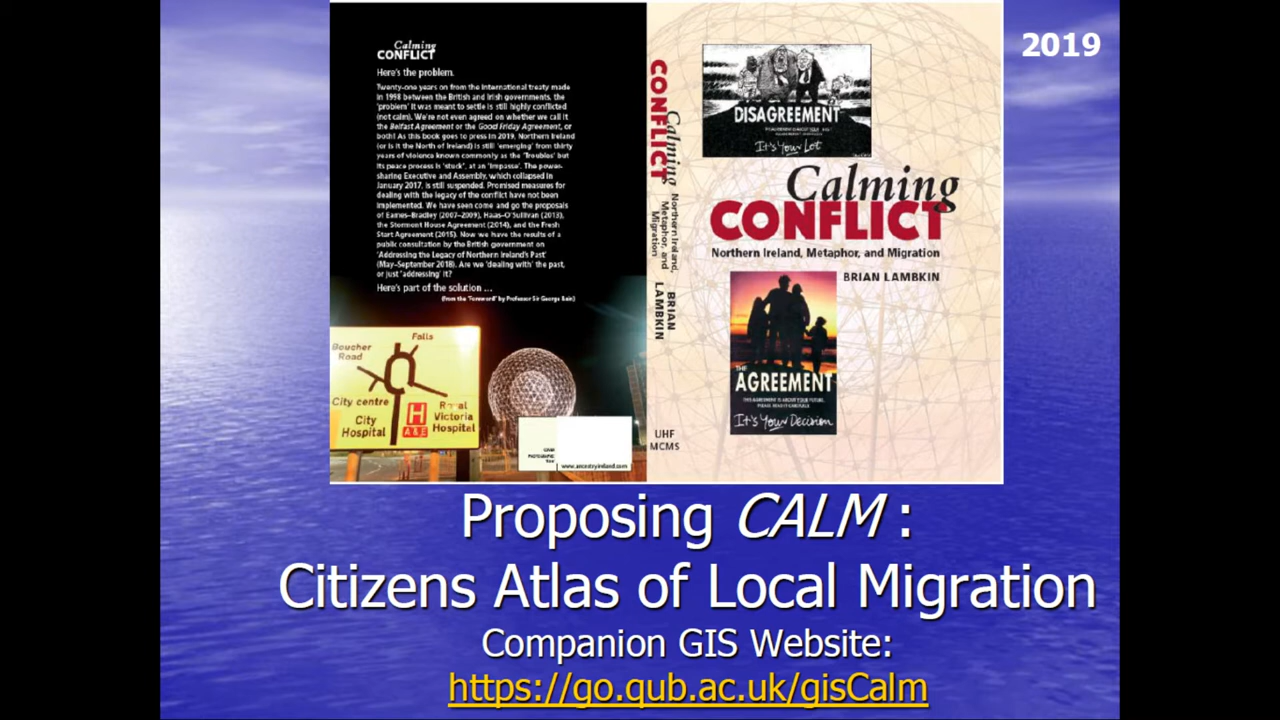 2019
Calming
CONFLICT
Here's the problem.
Twenty-one years on from the international treaty made
in 1998 between the British and Irish governments, the
'problem' it was meant to settle is still highly conflicted
(not calm). We're not even agreed on whether we call it
the Belfast Agreement or the Good Friday Agreement, or
both! As this book goes to press in 2019, Northern Ireland
(or is it the North of Ireland) is still 'emerging' from thirty
years of violence known commonly as the 'Troubles' but
its peace process is 'stuck', at an 'impasse'. The power-
sharing Executive and Assembly, which collapsed in
January 2017, is still suspended. Promised measures for
dealing with the legacy of the conflict have not been
implemented. We have seen come and go the proposals
of Eames–Bradley (2007–2009), Haas–O'Sullivan (2013),
the Stormont House Agreement (2014), and the Fresh
Start Agreement (2015). Now we have the results of a
public consultation by the British government on
'Addressing the Legacy of Northern Ireland's Past'
(May–September 2018). Are we 'dealing with' the past,
or just 'addressing' it?
Here's part of the solution ...
(from the 'Foreword' by Professor Sir George Bain)
Falls
Boucher
Road
City centre
City
Hospital
H
A&E
Royal
Victoria
Hospital
www.ancestryireland.com
Calming
CONFLICT
Northern Ireland,
Metaphor, and
Migration
BRIAN
LAMBKIN
UHF
MCMS
DISAGREEMENT
It's Your Lot
Calming
CONFLICT
Northern Ireland, Metaphor, and Migration
BRIAN LAMBKIN
THE
AGREEMENT
THIS AGREEMENT IS ABOUT YOUR FUTURE.
PLEASE READ IT CAREFULLY.
It's Your Decision
Proposing CALM :
Citizens Atlas of Local Migration
Companion GIS Website:
https://go.qub.ac.uk/gisCalm